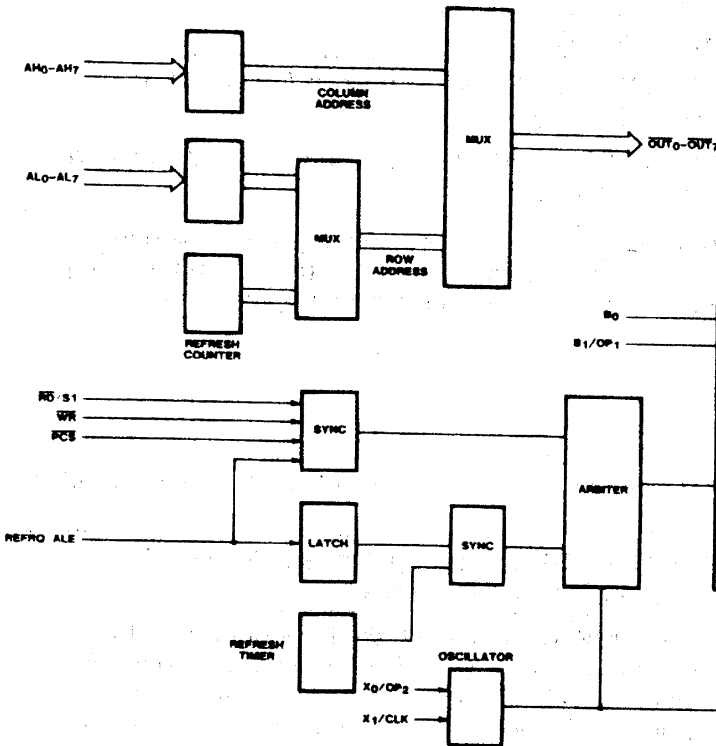 AH0-AH7
COLUMN
ADDRESS
MUX
OUT0-OUT7
AL0-AL7
MUX
ROW
ADDRESS
REFRESH
COUNTER
B0
B1/OP1
RD/S1
WR
PCS
SYNC
ARBITER
REFRQ ALE
LATCH
SYNC
REFRESH
TIMER
OSCILLATOR
X0/OP2
X1/CLK